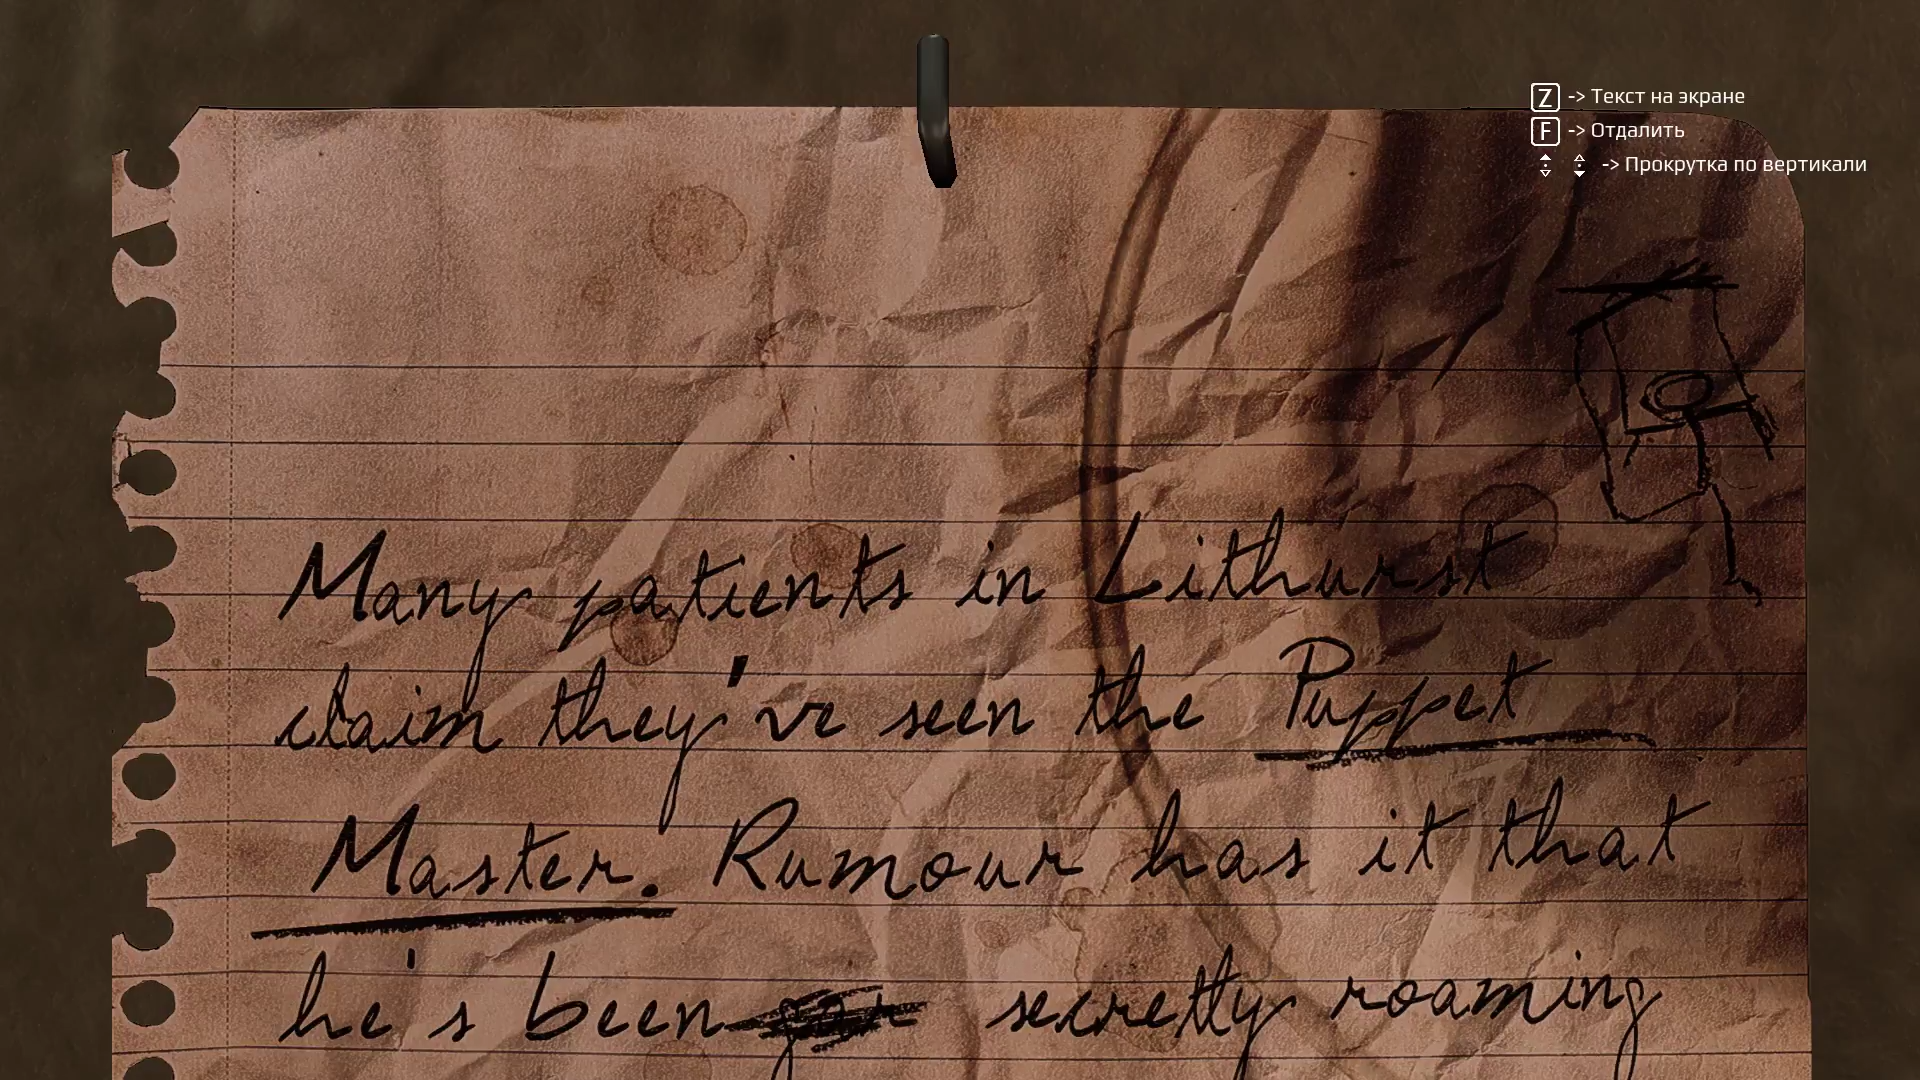 Z -> Текст на экране
F -> Отдалить
-> Прокрутка по вертикали
Many patients in Lithurst
claim they've seen the Puppet
Master. Rumour has it that
he's been secretly roaming